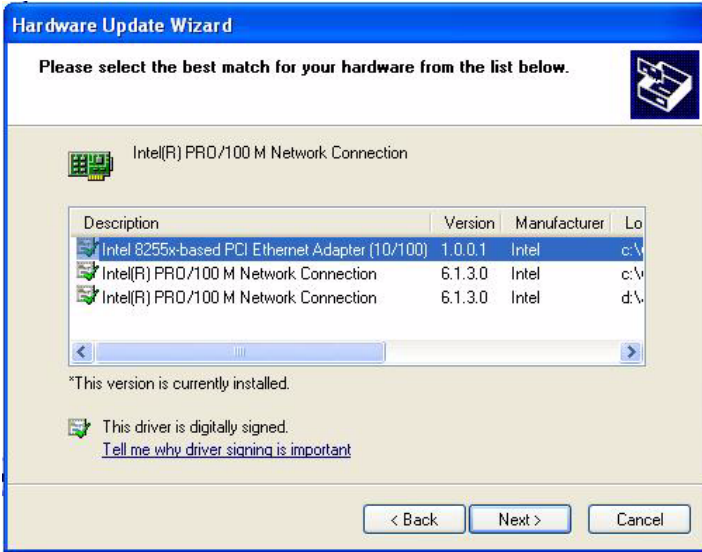 Hardware Update Wizard
Please select the best match for your hardware from the list below.
Intel(R) PRO/100 M Network Connection
Description Version Manufacturer Lo
Intel 8255x-based PCI Ethernet Adapter (10/100) 1.0.0.1 Intel c:\
Intel(R) PRO/100 M Network Connection 6.1.3.0 Intel c:\
Intel(R) PRO/100 M Network Connection 6.1.3.0 Intel d:\
*This version is currently installed.
This driver is digitally signed.
Tell me why driver signing is important
< Back Next > Cancel